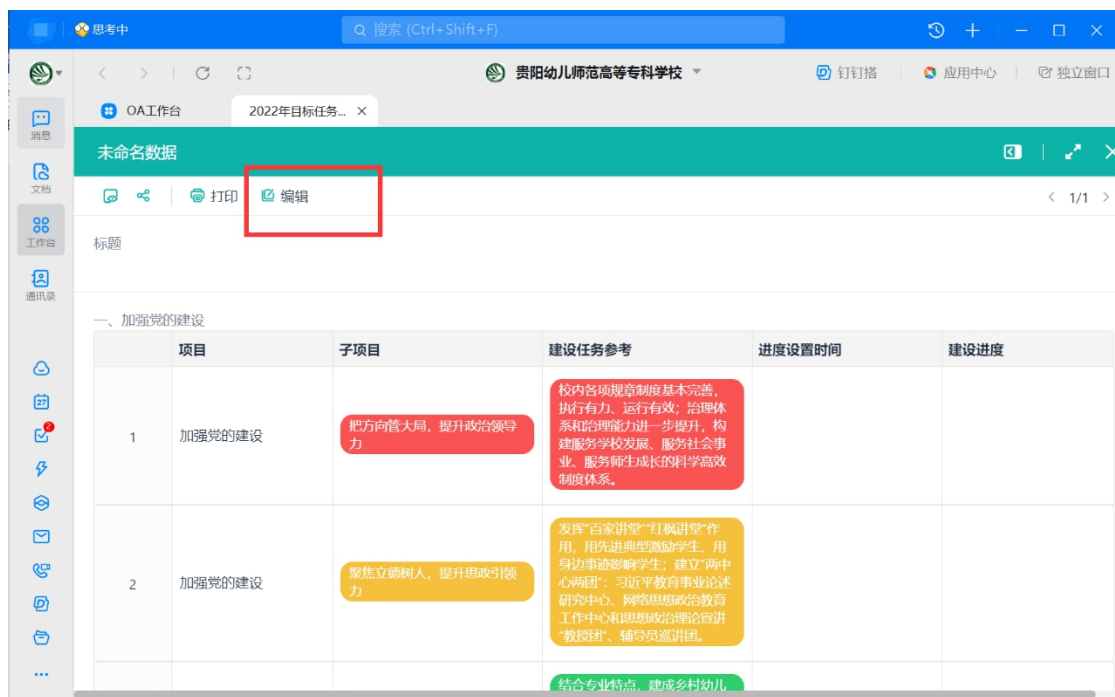 思考中
搜索 (Ctrl+Shift+F)
贵阳幼儿师范高等专科学校
钉钉搭
应用中心
独立窗口
OA工作台
2022年目标任务...
消息
文档
工作台
通讯录
27
2
未命名数据
打印
编辑
1/1
标题
一、加强党的建设
项目
子项目
建设任务参考
进度设置时间
建设进度
1
加强党的建设
把方向管大局，提升政治领导
力
校内各项规章制度基本完善，
执行有力、运行有效；治理体
系和治理能力进一步提升，构
建服务学校发展、服务社会事
业、服务师生成长的科学高效
制度体系。
2
加强党的建设
聚焦立德树人，提升思政引领
力
发挥“百家讲堂”“红枫讲堂”作
用，用先进典型激励学生、用
身边事迹影响学生；建立“两中
心两团”：习近平教育事业论述
研究中心、网络思想政治教育
工作中心和思想政治理论宣讲
“教授团”、辅导员巡讲团。
结合专业特点，建成乡村幼儿